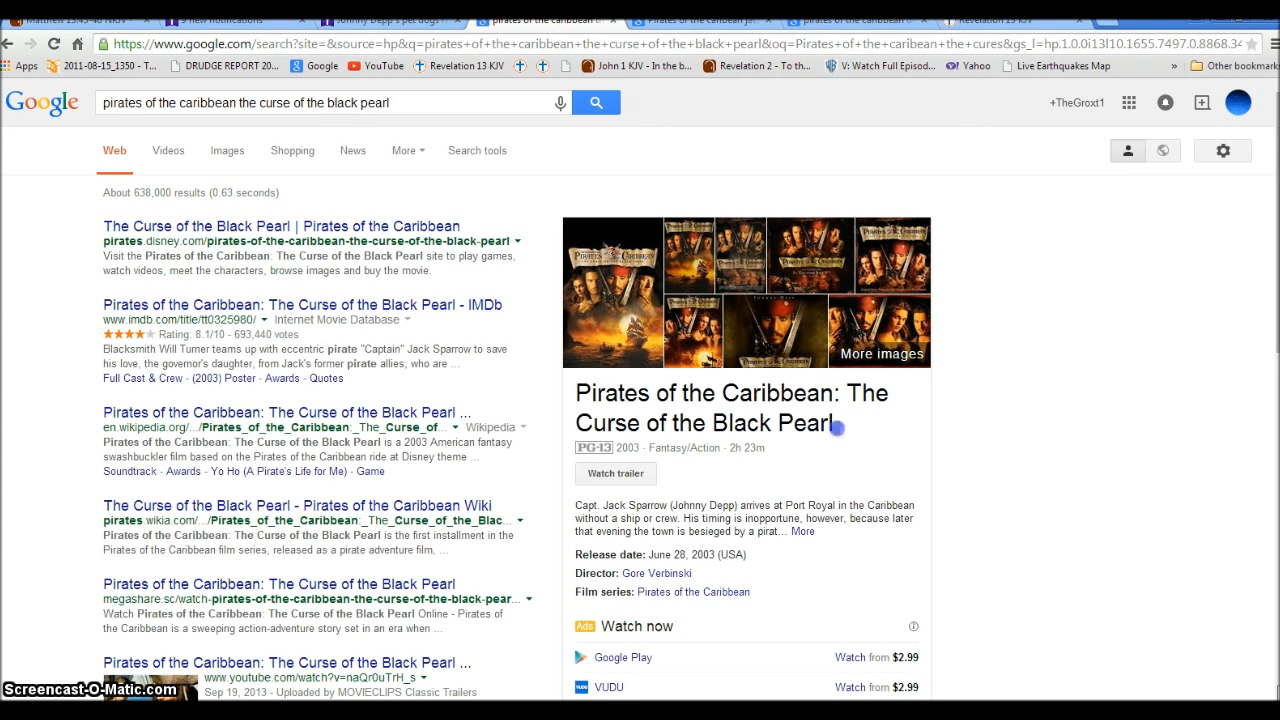 Matthew 13:43-46 NKJV -
9 new notifications
Johnny Depp's pet dogs
pirates of the caribbean t
Pirates of the Caribbean ja
pirates of the caribbean
Revelation 13 KJV
https://www.google.com/search?site=&source=hp&q=pirates+of+the+caribbean+the+curse+of+the+black+pearl&oq=Pirates+of+the+caribean+the+cures&gs_l=hp.1.0.0i13l10.1655.7497.0.8868.34
Apps
2011-08-15_1350 - T...
DRUDGE REPORT 20...
Google
YouTube
Revelation 13 KJV
John 1 KJV - In the b...
Revelation 2 - To th...
V: Watch Full Episod...
Yahoo
Live Earthquakes Map
»
Other bookmarks
Google
pirates of the caribbean the curse of the black pearl
+TheGroxt1
Web Videos Images Shopping News More Search tools
About 638,000 results (0.63 seconds)
The Curse of the Black Pearl | Pirates of the Caribbean
pirates.disney.com/pirates-of-the-caribbean-the-curse-of-the-black-pearl
Visit the Pirates of the Caribbean: The Curse of the Black Pearl site to play games,
watch videos, meet the characters, browse images and buy the movie.
Pirates of the Caribbean: The Curse of the Black Pearl - IMDb
www.imdb.com/title/tt0325980/ Internet Movie Database
Rating: 8.1/10 - 693,440 votes
Blacksmith Will Turner teams up with eccentric pirate "Captain" Jack Sparrow to save
his love, the governor's daughter, from Jack's former pirate allies, who are ...
Full Cast & Crew - (2003) Poster - Awards - Quotes
Pirates of the Caribbean: The Curse of the Black Pearl ...
en.wikipedia.org/.../Pirates_of_the_Caribbean:_The_Curse_of... Wikipedia
Pirates of the Caribbean: The Curse of the Black Pearl is a 2003 American fantasy
swashbuckler film based on the Pirates of the Caribbean ride at Disney theme ...
Soundtrack - Awards - Yo Ho (A Pirate's Life for Me) - Game
The Curse of the Black Pearl - Pirates of the Caribbean Wiki
pirates.wikia.com/.../Pirates_of_the_Caribbean:_The_Curse_of_the_Blac...
Pirates of the Caribbean: The Curse of the Black Pearl is the first installment in the
Pirates of the Caribbean film series, released as a pirate adventure film, ...
Pirates of the Caribbean: The Curse of the Black Pearl
megashare.sc/watch-pirates-of-the-caribbean-the-curse-of-the-black-pear...
Watch Pirates of the Caribbean: The Curse of the Black Pearl Online - Pirates of
the Caribbean is a sweeping action-adventure story set in an era when ...
Pirates of the Caribbean: The Curse of the Black Pearl ...
www.youtube.com/watch?v=naQr0uTrH_s
Sep 19, 2013 - Uploaded by MOVIECLIPS Classic Trailers
More images
Pirates of the Caribbean: The
Curse of the Black Pearl
PG-13 2003 - Fantasy/Action - 2h 23m
Watch trailer
Capt. Jack Sparrow (Johnny Depp) arrives at Port Royal in the Caribbean
without a ship or crew. His timing is inopportune, however, because later
that evening the town is besieged by a pirat... More
Release date: June 28, 2003 (USA)
Director: Gore Verbinski
Film series: Pirates of the Caribbean
Ads Watch now
Google Play Watch from $2.99
VUDU Watch from $2.99
Screencast-O-Matic.com